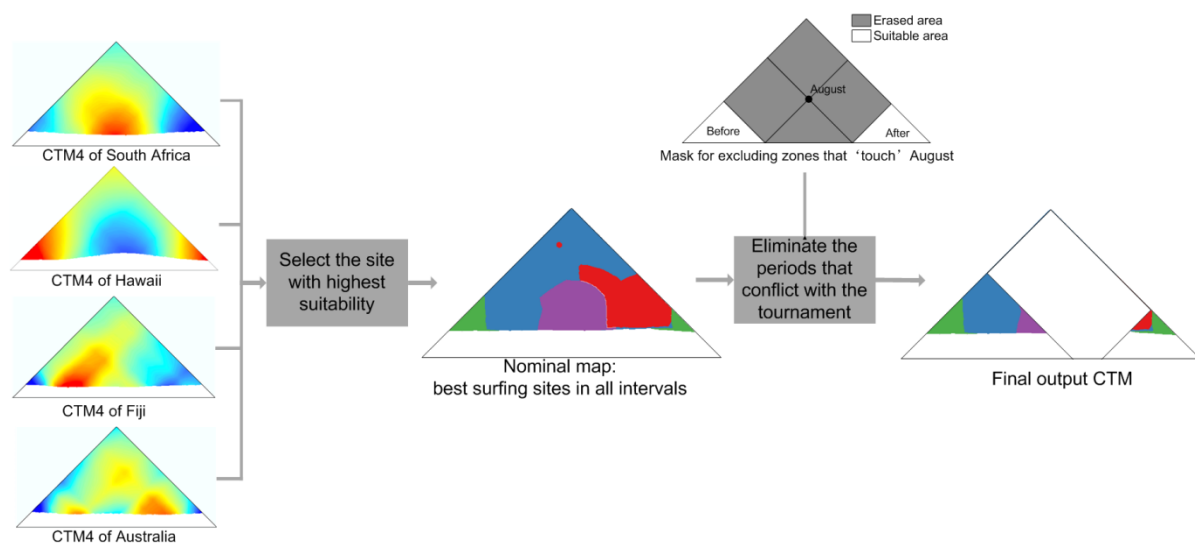 CTM4 of South Africa
CTM4 of Hawaii
CTM4 of Fiji
CTM4 of Australia
Select the site
with highest
suitability
Nominal map:
best surfing sites in all intervals
Erased area
Suitable area
August
Before
After
Mask for excluding zones that ‘touch’ August
Eliminate the
periods that
conflict with the
tournament
Final output CTM